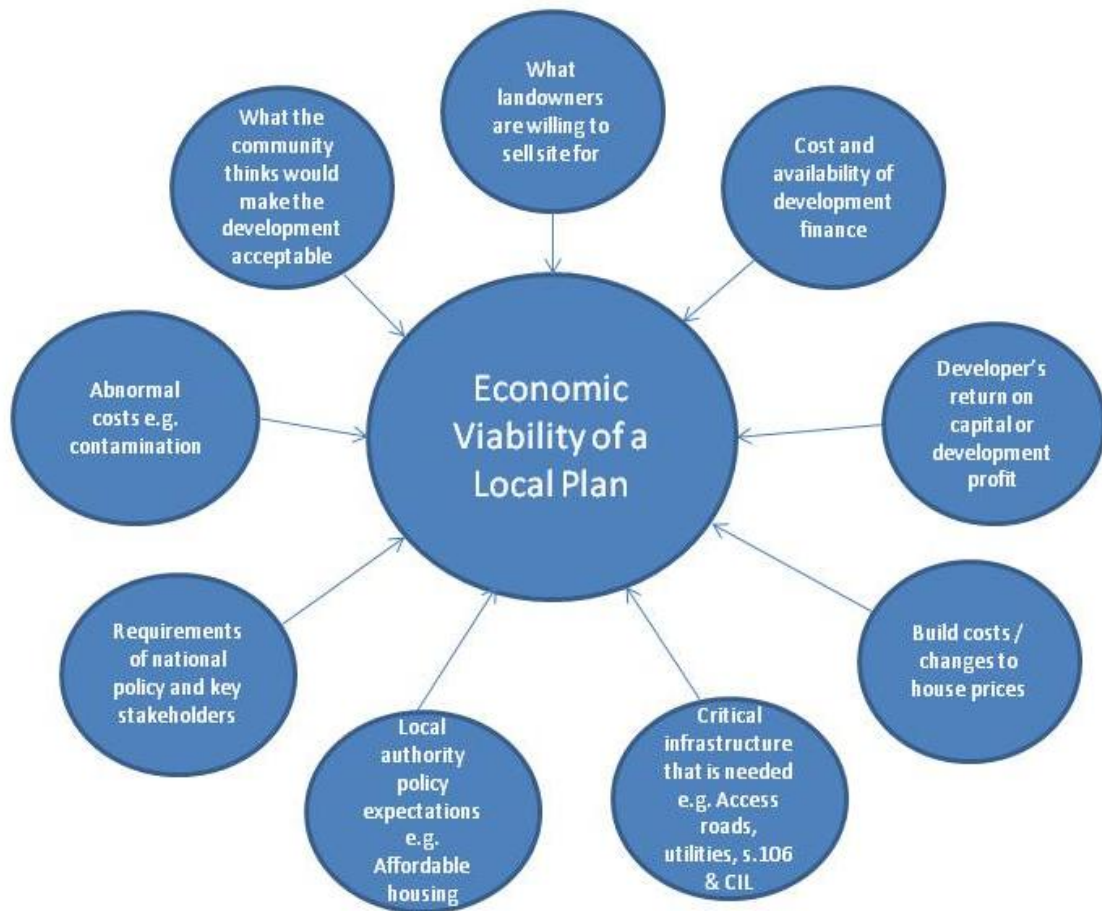 What
landowners
are willing to
sell site for
Cost and
availability of
development
finance
Developer's
return on
capital or
development
profit
Build costs /
changes to
house prices
Critical
infrastructure
that is needed
e.g. Access
roads,
utilities, s.106
& CIL
Local
authority
policy
expectations
e.g.
Affordable
housing
Requirements
of national
policy and key
stakeholders
Abnormal
costs e.g.
contamination
What the
community
thinks would
make the
development
acceptable
Economic
Viability of a
Local Plan